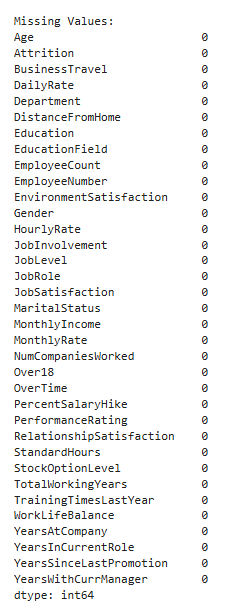 Missing Values:
Age 0
Attrition 0
BusinessTravel 0
DailyRate 0
Department 0
DistanceFromHome 0
Education 0
EducationField 0
EmployeeCount 0
EmployeeNumber 0
EnvironmentSatisfaction 0
Gender 0
HourlyRate 0
JobInvolvement 0
JobLevel 0
JobRole 0
JobSatisfaction 0
MaritalStatus 0
MonthlyIncome 0
MonthlyRate 0
NumCompaniesWorked 0
Over18 0
OverTime 0
PercentSalaryHike 0
PerformanceRating 0
RelationshipSatisfaction 0
StandardHours 0
StockOptionLevel 0
TotalWorkingYears 0
TrainingTimesLastYear 0
WorkLifeBalance 0
YearsAtCompany 0
YearsInCurrentRole 0
YearsSinceLastPromotion 0
YearsWithCurrManager 0
dtype: int64